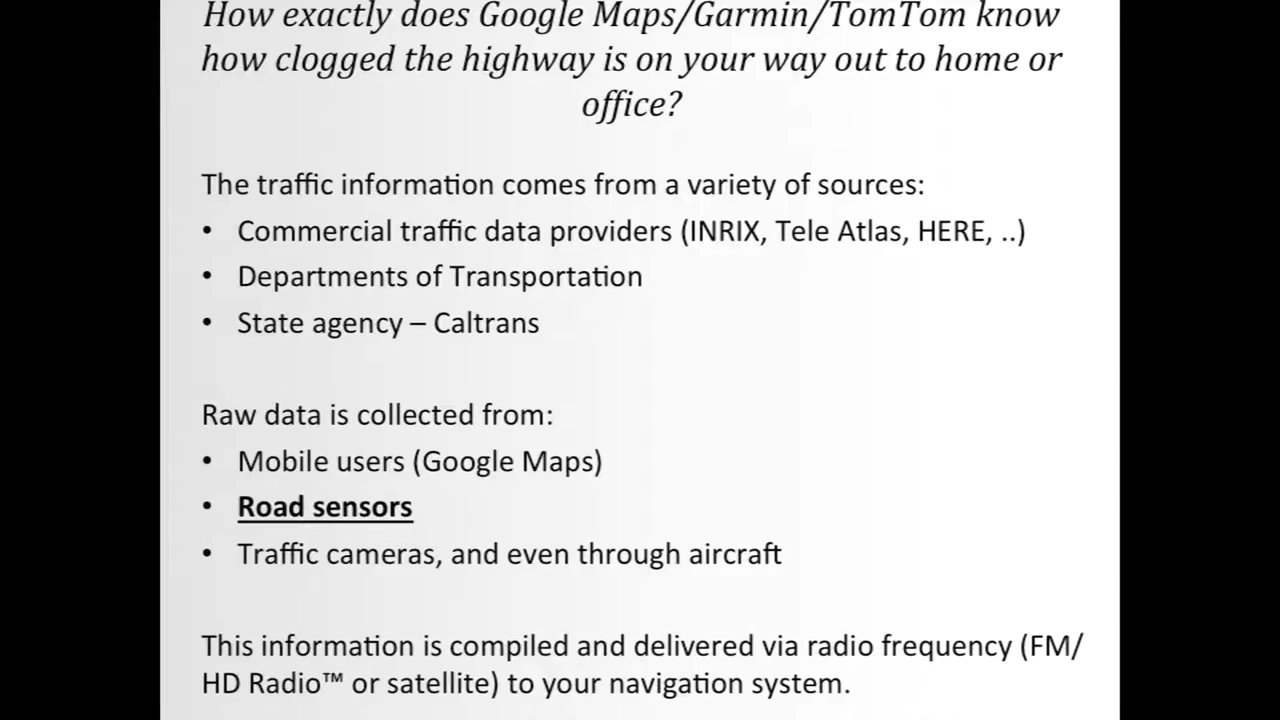 How exactly does Google Maps/Garmin/TomTom know
how clogged the highway is on your way out to home or
office?
The traffic information comes from a variety of sources:
• Commercial traffic data providers (INRIX, Tele Atlas, HERE, ..)
• Departments of Transportation
• State agency – Caltrans
Raw data is collected from:
• Mobile users (Google Maps)
• Road sensors
• Traffic cameras, and even through aircraft
This information is compiled and delivered via radio frequency (FM/
HD Radio™ or satellite) to your navigation system.